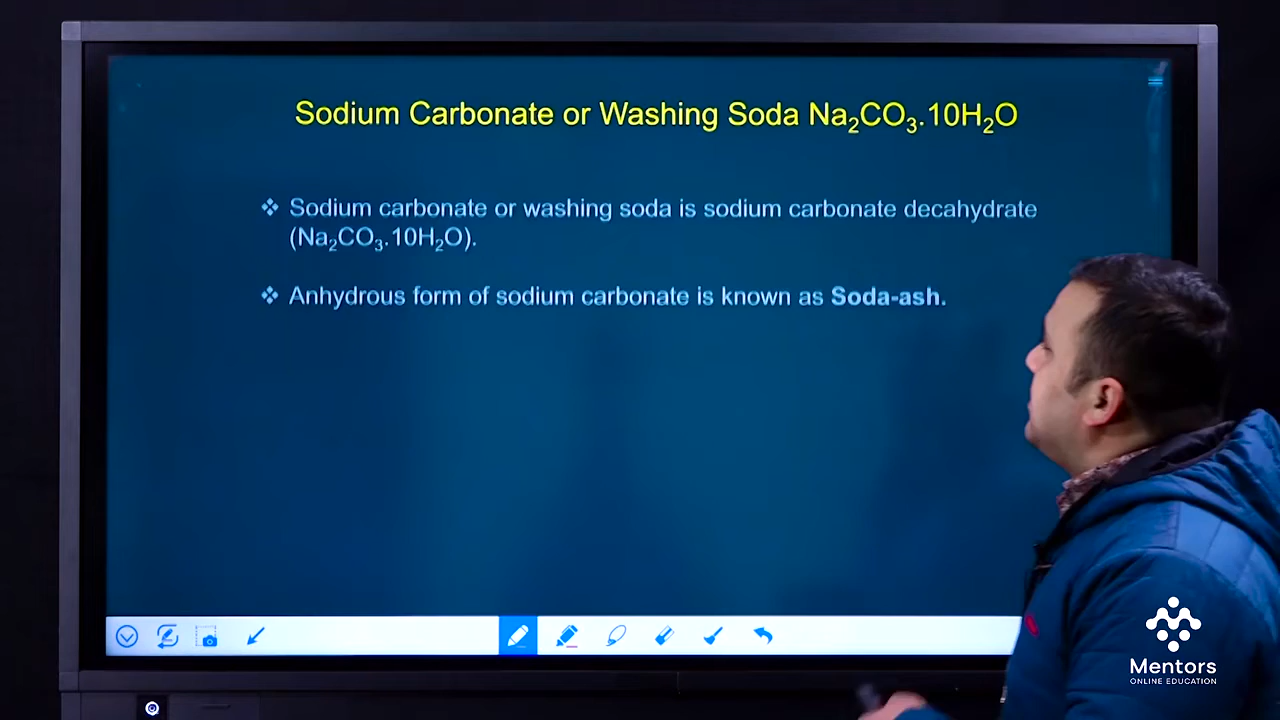 Sodium Carbonate or Washing Soda Na₂CO₃.10H₂O
❖ Sodium carbonate or washing soda is sodium carbonate decahydrate
(Na₂CO₃.10H₂O).
❖ Anhydrous form of sodium carbonate is known as Soda-ash.
Mentors
ONLINE EDUCATION